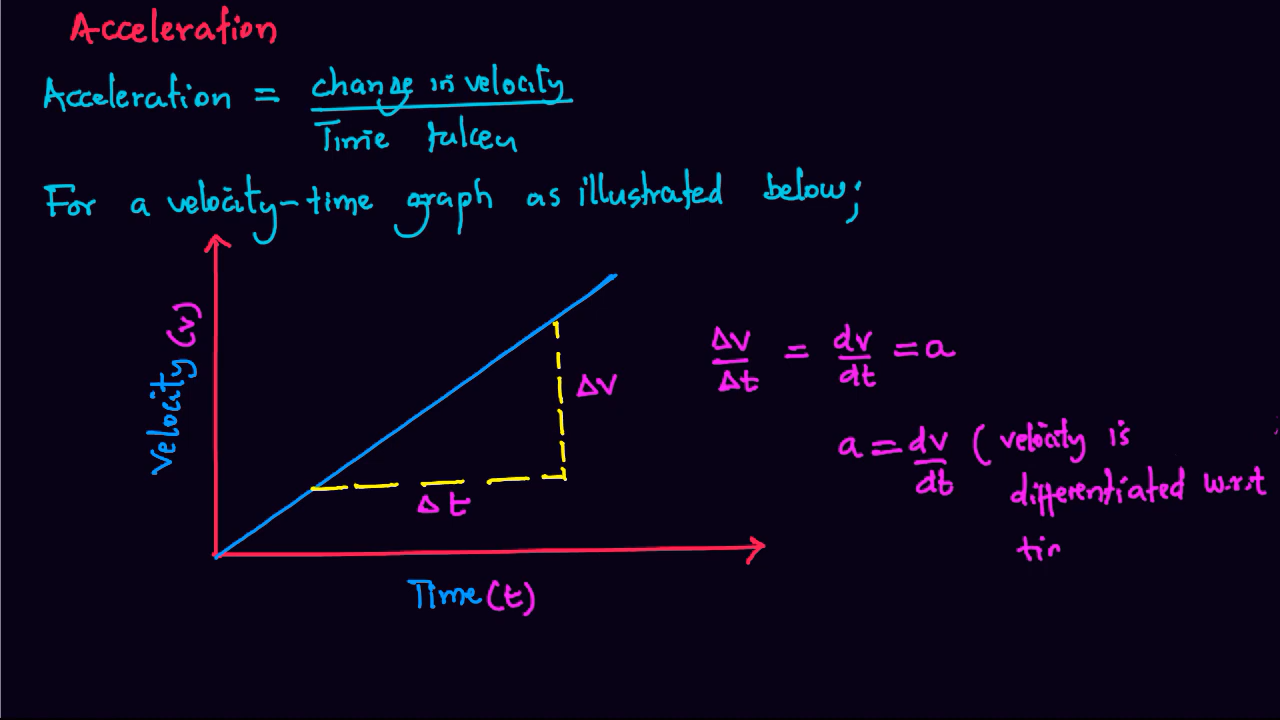 Acceleration
Acceleration = change in velocity / Time taken
For a velocity-time graph as illustrated below;
Velocity (v)
Δv
Δt
Time (t)
Δv/Δt = dv/dt = a
a = dv/dt ( velocity is
differentiated w.r.t